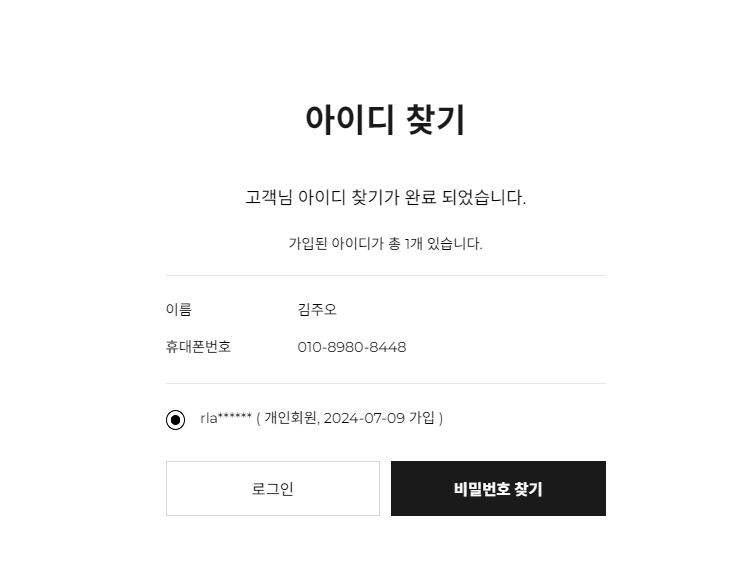 아이디 찾기
고객님 아이디 찾기가 완료 되었습니다.
가입된 아이디가 총 1개 있습니다.
이름 김주오
휴대폰번호 010-8980-8448
rla****** ( 개인회원, 2024-07-09 가입 )
로그인 비밀번호 찾기